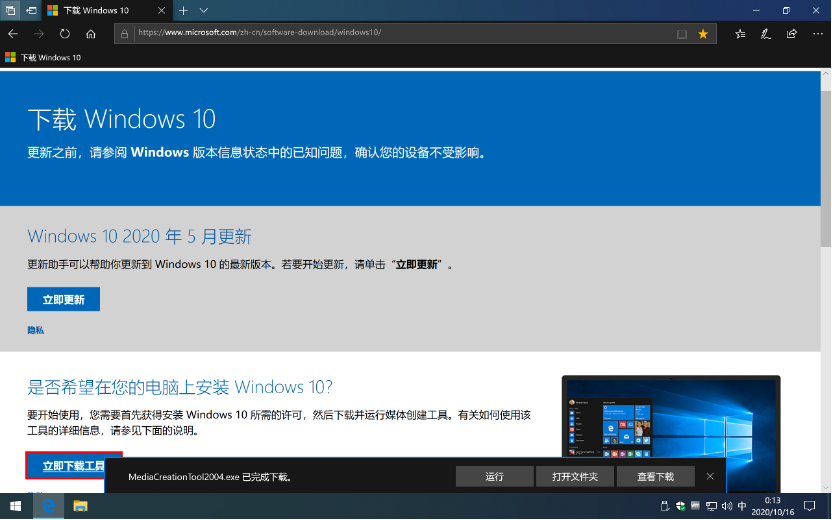 下载 Windows 10
https://www.microsoft.com/zh-cn/software-download/windows10/
下载 Windows 10
下载 Windows 10
更新之前，请参阅 Windows 版本信息状态中的已知问题，确认您的设备不受影响。
Windows 10 2020 年 5 月更新
更新助手可以帮助你更新到 Windows 10 的最新版本。若要开始更新，请单击“立即更新”。
立即更新
隐私
是否希望在您的电脑上安装 Windows 10?
要开始使用，您需要首先获得安装 Windows 10 所需的许可，然后下载并运行媒体创建工具。有关如何使用该
工具的详细信息，请参见下面的说明。
立即下载工具
MediaCreationTool2004.exe 已完成下载。
运行
打开文件夹
查看下载
中
0:13
2020/10/16